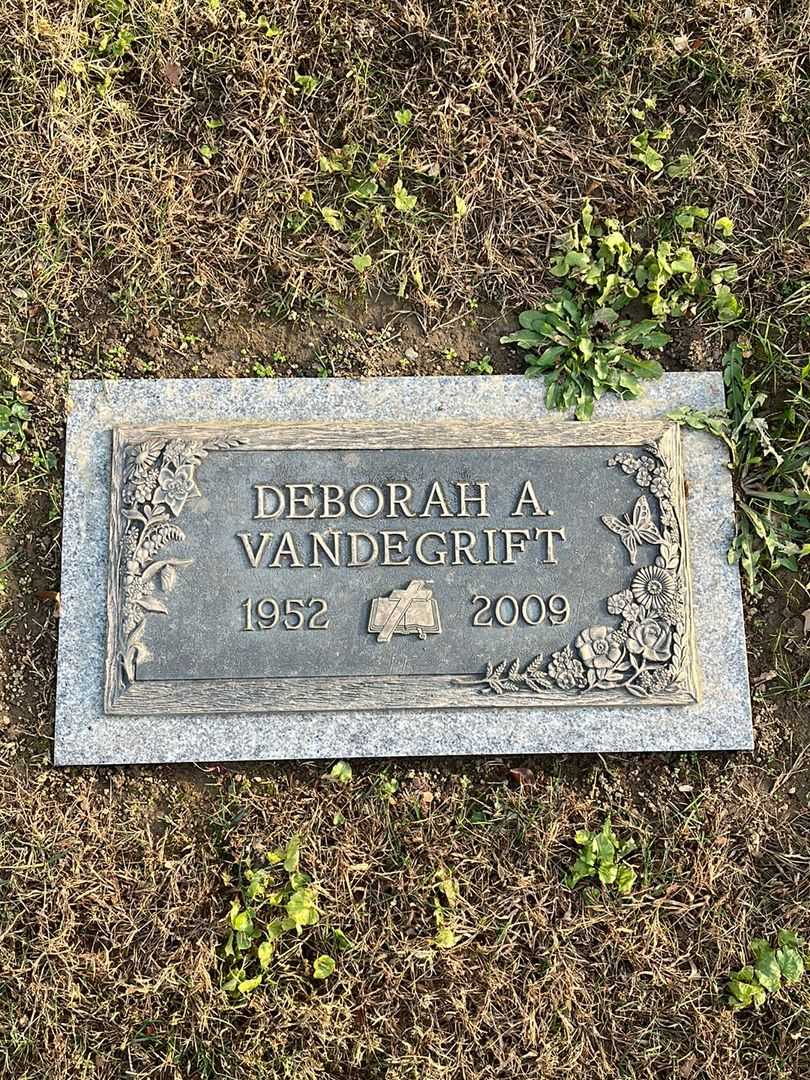 DEBORAH A.
VANDEGRIFT
1952 2009